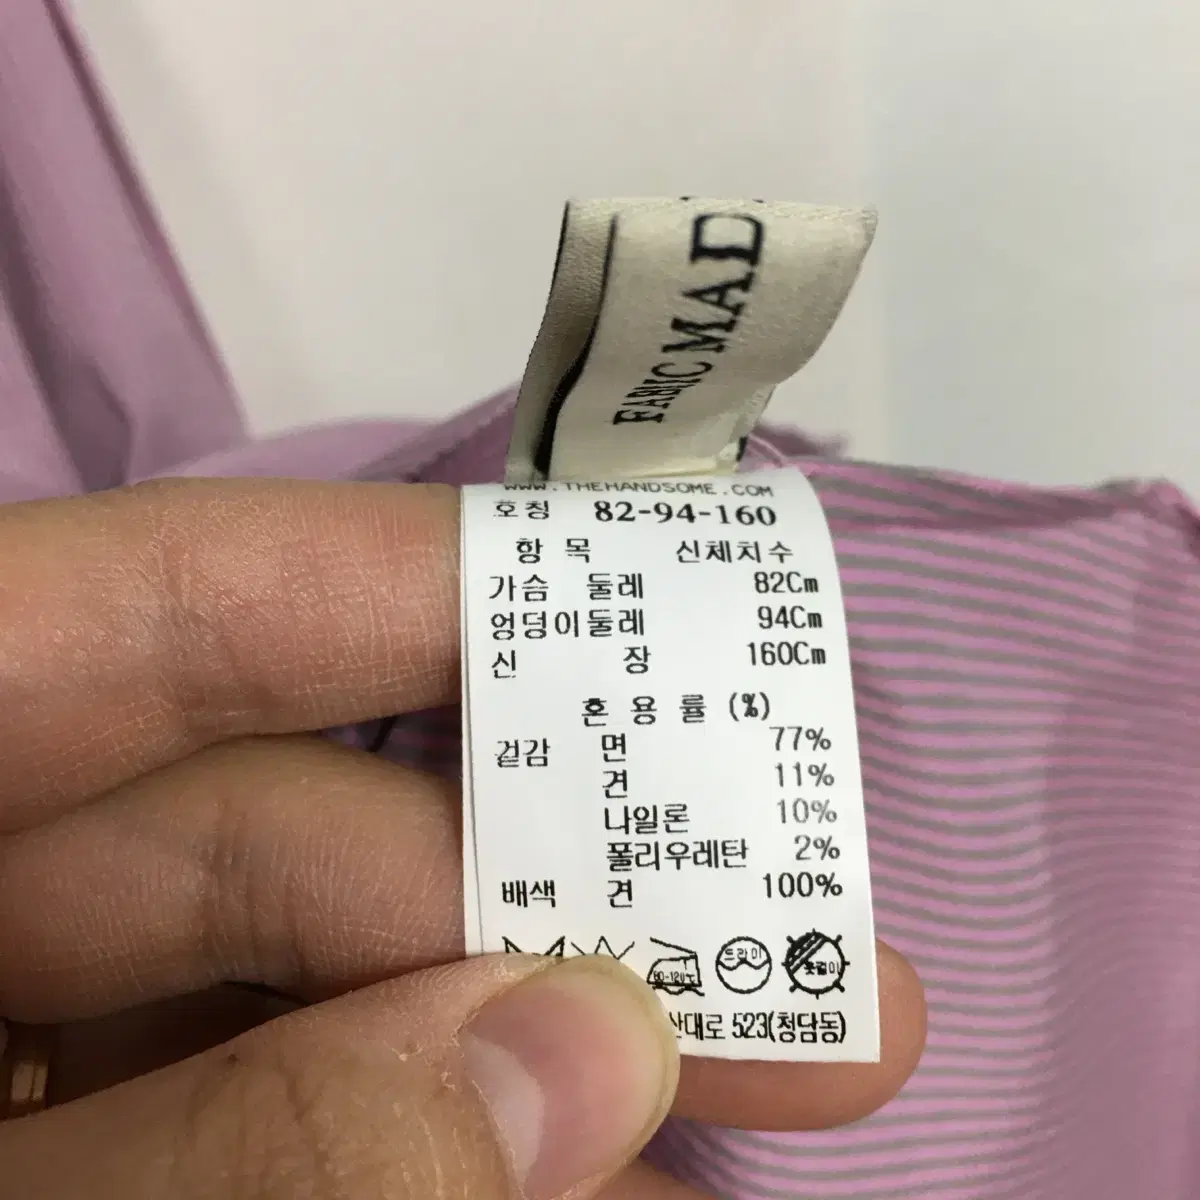 FABRIC MAD
WWW.THEHANDSOME.COM
호칭 82-94-160
항 목 신체치수
가슴 둘레 82Cm
엉덩이둘레 94Cm
신 장 160Cm
혼 용 률 (%)
겉감 면 77%
견 11%
나일론 10%
폴리우레탄 2%
배색 견 100%
80-120℃ 드라이 옷걸이
산대로 523(청담동)